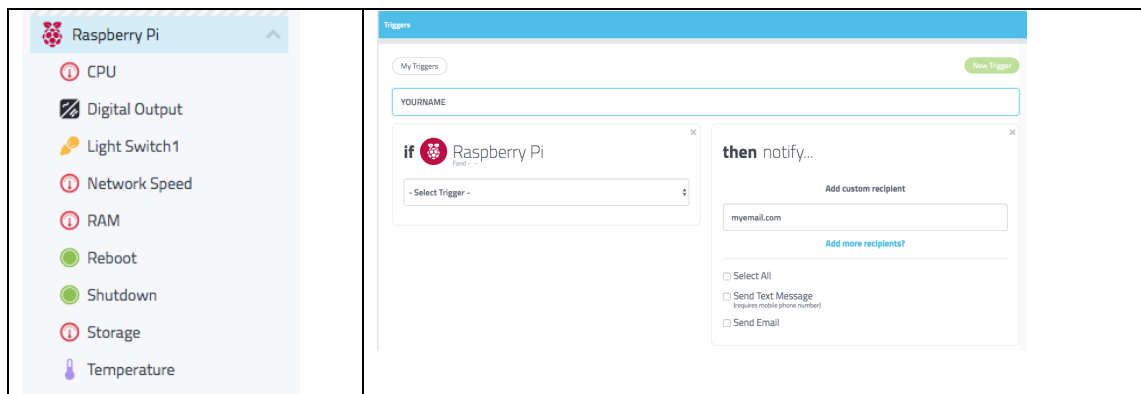 Raspberry Pi
CPU
Digital Output
Light Switch1
Network Speed
RAM
Reboot
Shutdown
Storage
Temperature
Triggers
My Triggers
New Trigger
YOURNAME
if Raspberry Pi
Farid - -
- Select Trigger -
then notify...
Add custom recipient
myemail.com
Add more recipients?
Select All
Send Text Message
(requires mobile phone number)
Send Email